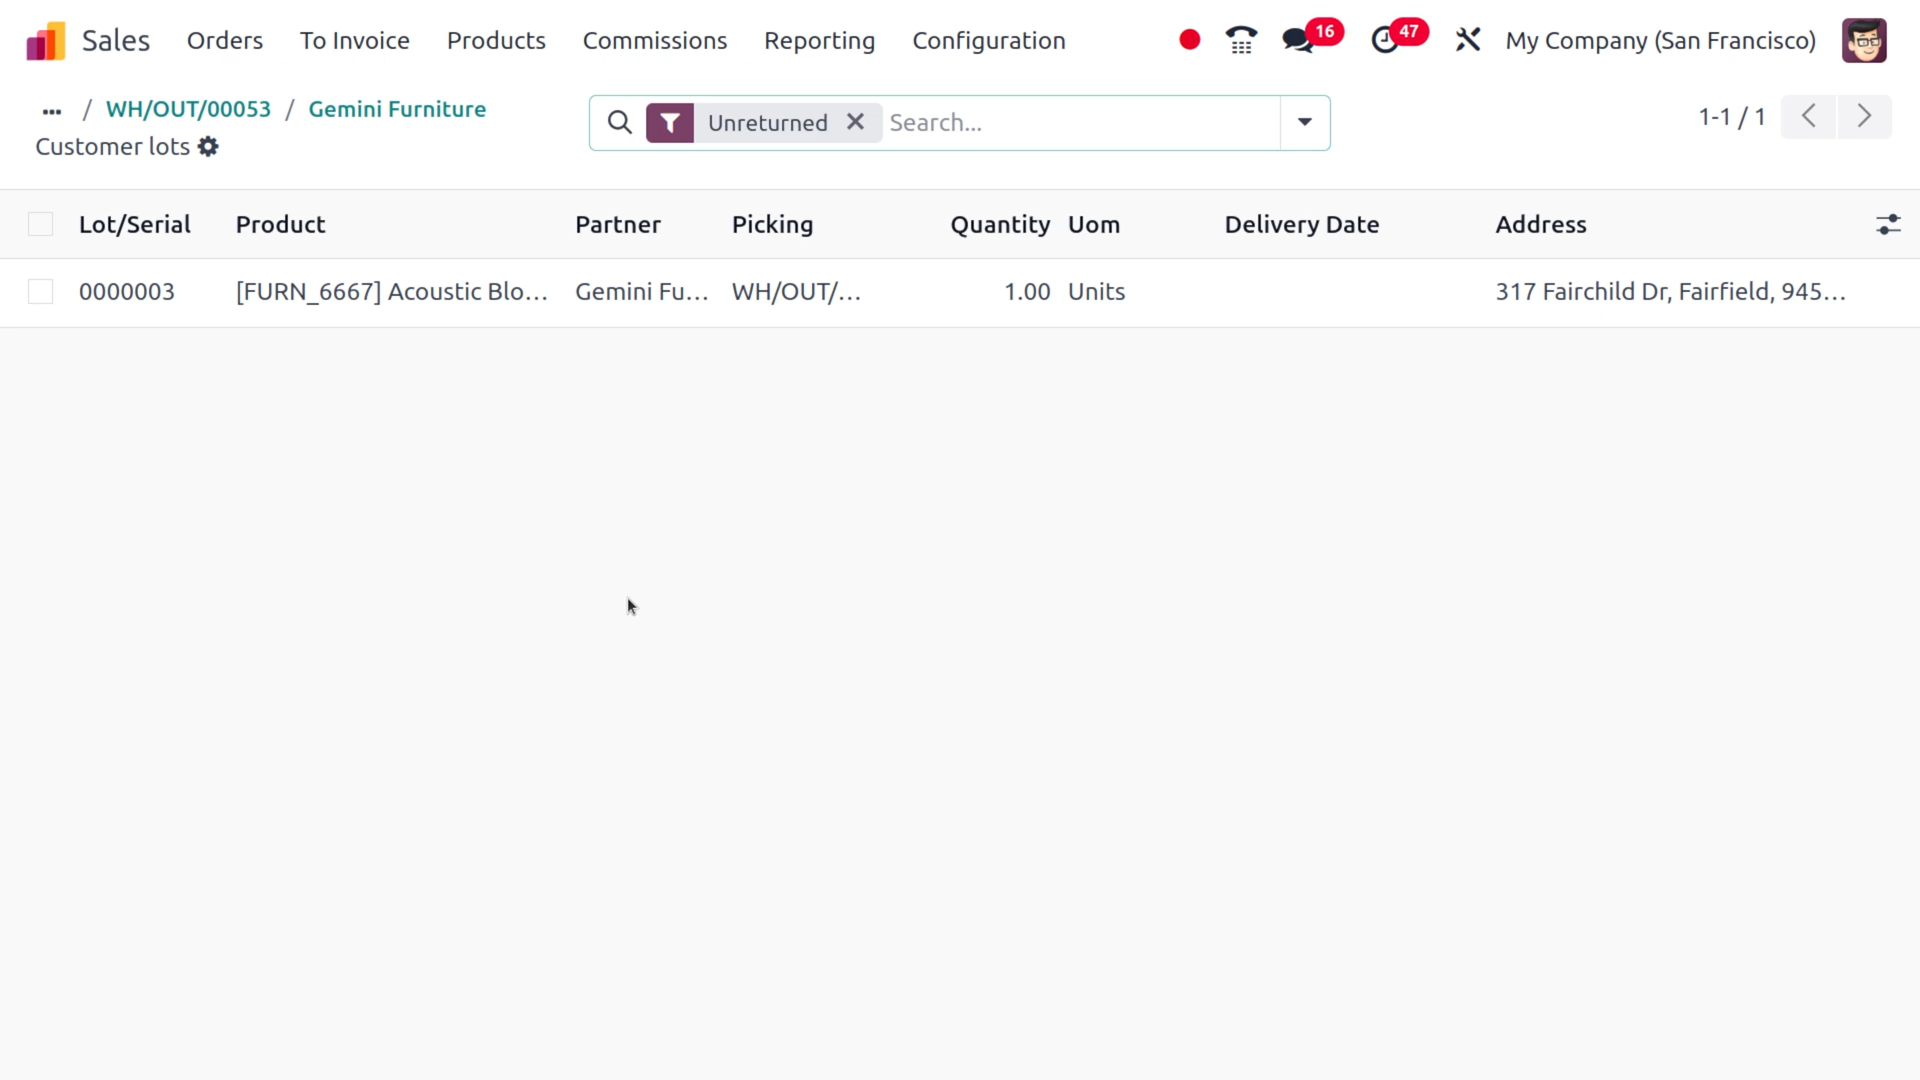 Sales Orders To Invoice Products Commissions Reporting Configuration 16 47 My Company (San Francisco)
... / WH/OUT/00053 / Gemini Furniture
Customer lots
Unreturned Search...
1-1 / 1
Lot/Serial Product Partner Picking Quantity Uom Delivery Date Address
0000003 [FURN_6667] Acoustic Blo... Gemini Fu... WH/OUT/... 1.00 Units 317 Fairchild Dr, Fairfield, 945...